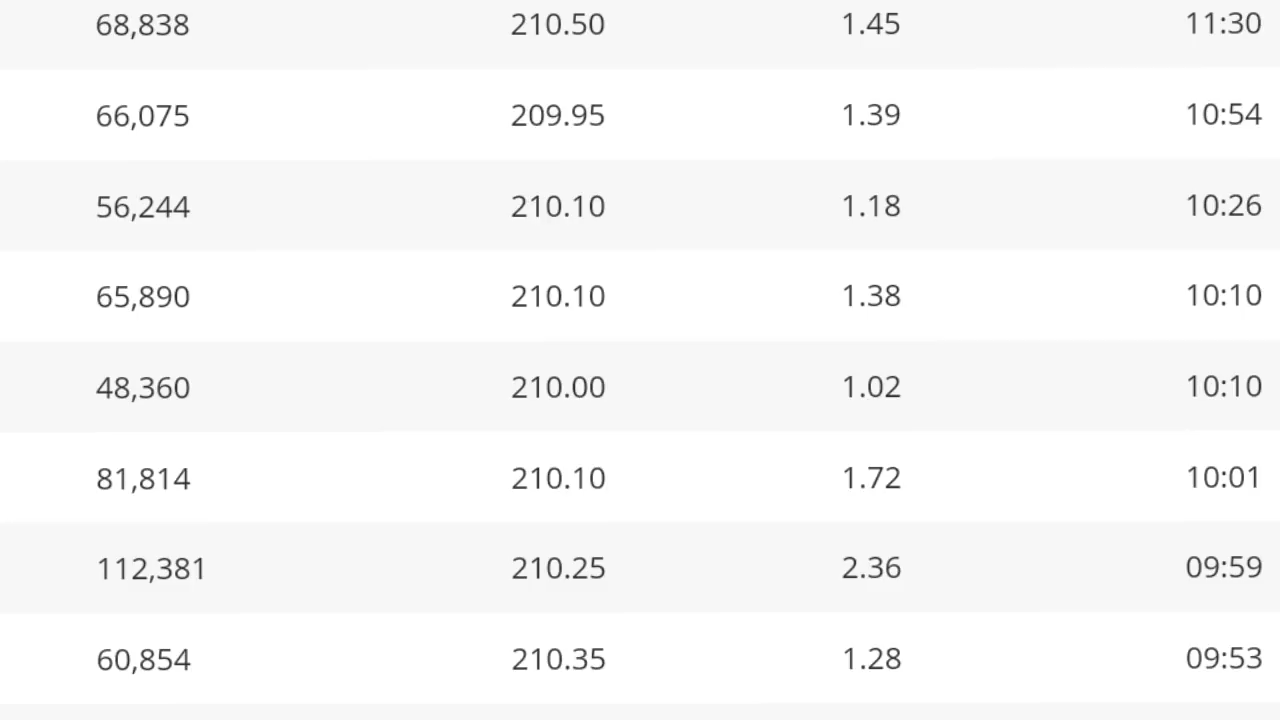 68,838 210.50 1.45 11:30
66,075 209.95 1.39 10:54
56,244 210.10 1.18 10:26
65,890 210.10 1.38 10:10
48,360 210.00 1.02 10:10
81,814 210.10 1.72 10:01
112,381 210.25 2.36 09:59
60,854 210.35 1.28 09:53